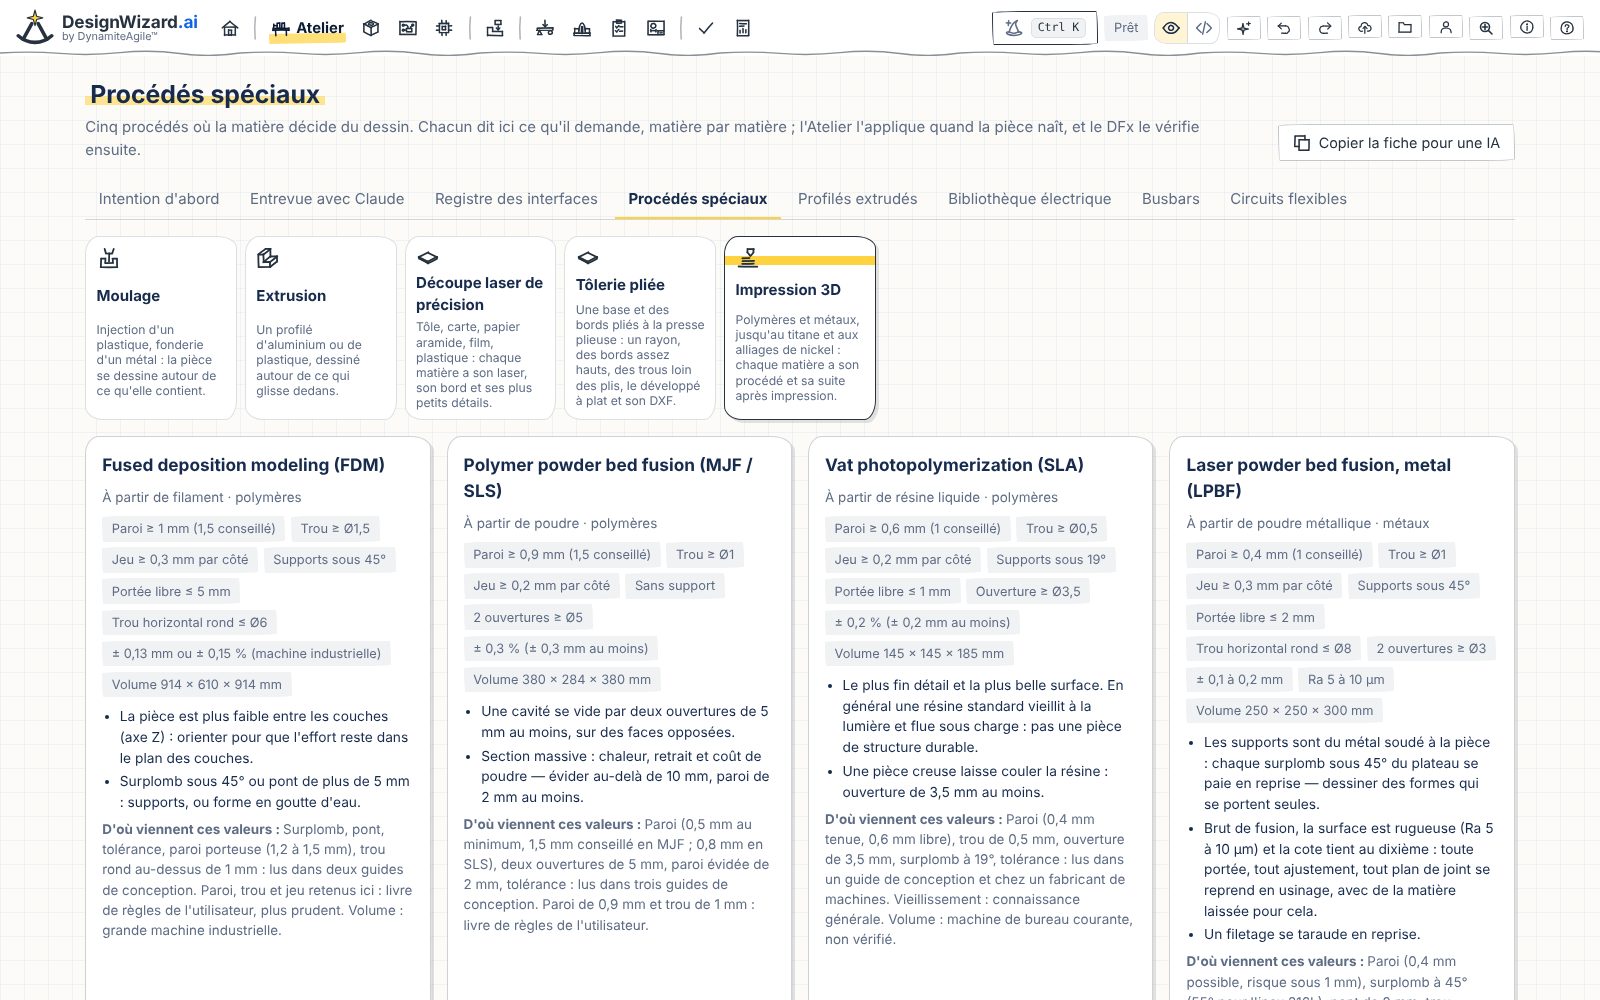 DesignWizard.ai
by DynamiteAgile™
Atelier
Ctrl K
Prêt
Procédés spéciaux
Cinq procédés où la matière décide du dessin. Chacun dit ici ce qu'il demande, matière par matière ; l'Atelier l'applique quand la pièce naît, et le DFx le vérifie
ensuite.
Copier la fiche pour une IA
Intention d'abord
Entrevue avec Claude
Registre des interfaces
Procédés spéciaux
Profilés extrudés
Bibliothèque électrique
Busbars
Circuits flexibles
Moulage
Injection d'un
plastique, fonderie
d'un métal : la pièce
se dessine autour de
ce qu'elle contient.
Extrusion
Un profilé
d'aluminium ou de
plastique, dessiné
autour de ce qui
glisse dedans.
Découpe laser de
précision
Tôle, carte, papier
aramide, film,
plastique : chaque
matière a son laser,
son bord et ses plus
petits détails.
Tôlerie pliée
Une base et des
bords pliés à la presse
plieuse : un rayon,
des bords assez
hauts, des trous loin
des plis, le développé
à plat et son DXF.
Impression 3D
Polymères et métaux,
jusqu'au titane et aux
alliages de nickel :
chaque matière a son
procédé et sa suite
après impression.
Fused deposition modeling (FDM)
À partir de filament · polymères
Paroi ≥ 1 mm (1,5 conseillé)
Trou ≥ Ø1,5
Jeu ≥ 0,3 mm par côté
Supports sous 45°
Portée libre ≤ 5 mm
Trou horizontal rond ≤ Ø6
± 0,13 mm ou ± 0,15 % (machine industrielle)
Volume 914 × 610 × 914 mm
• La pièce est plus faible entre les couches
(axe Z) : orienter pour que l'effort reste dans
le plan des couches.
• Surplomb sous 45° ou pont de plus de 5 mm
: supports, ou forme en goutte d'eau.
D'où viennent ces valeurs : Surplomb, pont,
tolérance, paroi porteuse (1,2 à 1,5 mm), trou
rond au-dessus de 1 mm : lus dans deux guides
de conception. Paroi, trou et jeu retenus ici : livre
de règles de l'utilisateur, plus prudent. Volume :
grande machine industrielle.
Polymer powder bed fusion (MJF /
SLS)
À partir de poudre · polymères
Paroi ≥ 0,9 mm (1,5 conseillé)
Trou ≥ Ø1
Jeu ≥ 0,2 mm par côté
Sans support
2 ouvertures ≥ Ø5
± 0,3 % (± 0,3 mm au moins)
Volume 380 × 284 × 380 mm
• Une cavité se vide par deux ouvertures de 5
mm au moins, sur des faces opposées.
• Section massive : chaleur, retrait et coût de
poudre — évider au-delà de 10 mm, paroi de
2 mm au moins.
D'où viennent ces valeurs : Paroi (0,5 mm au
minimum, 1,5 mm conseillé en MJF ; 0,8 mm en
SLS), deux ouvertures de 5 mm, paroi évidée de
2 mm, tolérance : lus dans trois guides de
conception. Paroi de 0,9 mm et trou de 1 mm :
livre de règles de l'utilisateur.
Vat photopolymerization (SLA)
À partir de résine liquide · polymères
Paroi ≥ 0,6 mm (1 conseillé)
Trou ≥ Ø0,5
Jeu ≥ 0,2 mm par côté
Supports sous 19°
Portée libre ≤ 1 mm
Ouverture ≥ Ø3,5
± 0,2 % (± 0,2 mm au moins)
Volume 145 × 145 × 185 mm
• Le plus fin détail et la plus belle surface. En
général une résine standard vieillit à la
lumière et flue sous charge : pas une pièce
de structure durable.
• Une pièce creuse laisse couler la résine :
ouverture de 3,5 mm au moins.
D'où viennent ces valeurs : Paroi (0,4 mm
tenue, 0,6 mm libre), trou de 0,5 mm, ouverture
de 3,5 mm, surplomb à 19°, tolérance : lus dans
un guide de conception et chez un fabricant de
machines. Vieillissement : connaissance
générale. Volume : machine de bureau courante,
non vérifié.
Laser powder bed fusion, metal
(LPBF)
À partir de poudre métallique · métaux
Paroi ≥ 0,4 mm (1 conseillé)
Trou ≥ Ø1
Jeu ≥ 0,3 mm par côté
Supports sous 45°
Portée libre ≤ 2 mm
Trou horizontal rond ≤ Ø8
2 ouvertures ≥ Ø3
± 0,1 à 0,2 mm
Ra 5 à 10 µm
Volume 250 × 250 × 300 mm
• Les supports sont du métal soudé à la pièce
: chaque surplomb sous 45° du plateau se
paie en reprise — dessiner des formes qui
se portent seules.
• Brut de fusion, la surface est rugueuse (Ra 5
à 10 µm) et la cote tient au dixième : toute
portée, tout ajustement, tout plan de joint se
reprend en usinage, avec de la matière
laissée pour cela.
• Un filetage se taraude en reprise.
D'où viennent ces valeurs : Paroi (0,4 mm
possible, risque sous 1 mm), surplomb à 45°